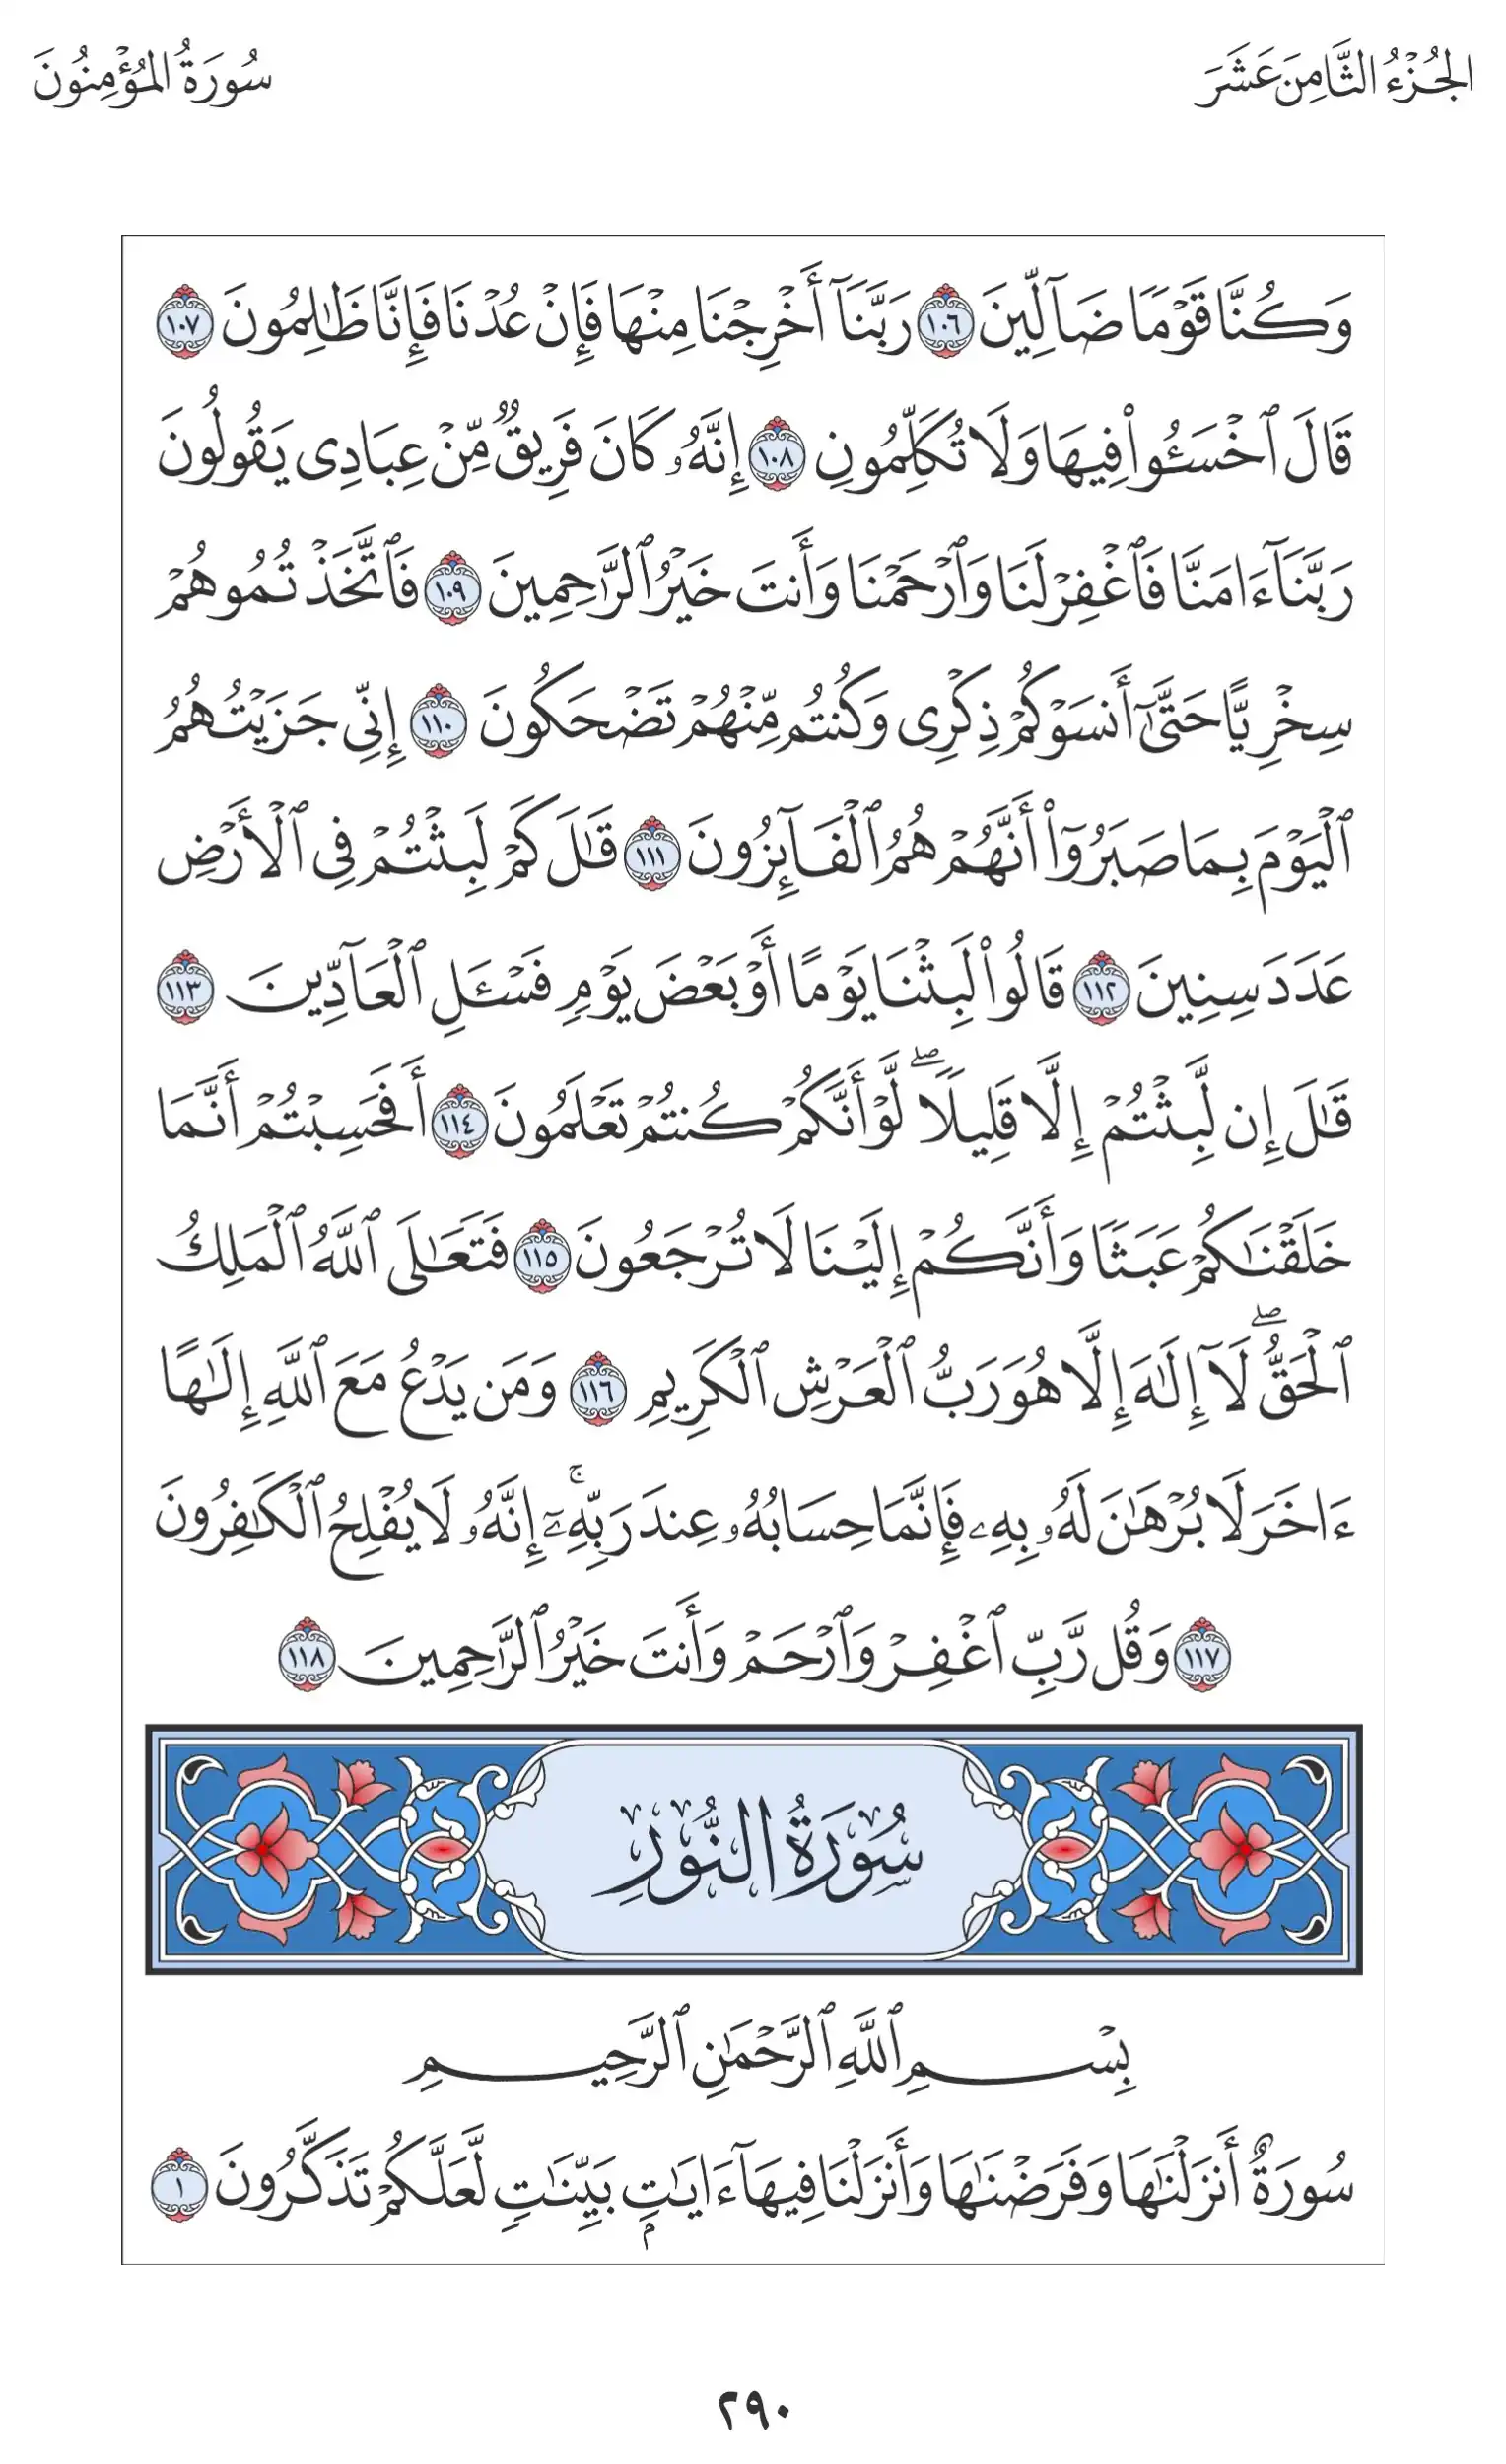 الجُزْءُ الثَّامِنَ عَشَرَ
سُورَةُ المُؤْمِنُونَ
وَكُنَّا قَوْمًا ضَآلِّينَ ١٠٦ رَبَّنَآ أَخْرِجْنَا مِنْهَا فَإِنْ عُدْنَا فَإِنَّا ظَٰلِمُونَ ١٠٧
قَالَ ٱخْسَـُٔوا۟ فِيهَا وَلَا تُكَلِّمُونِ ١٠٨ إِنَّهُۥ كَانَ فَرِيقٌ مِّنْ عِبَادِى يَقُولُونَ
رَبَّنَآ ءَامَنَّا فَٱغْفِرْ لَنَا وَٱرْحَمْنَا وَأَنتَ خَيْرُ ٱلرَّٰحِمِينَ ١٠٩ فَٱتَّخَذْتُمُوهُمْ
سِخْرِيًّا حَتَّىٰٓ أَنسَوْكُمْ ذِكْرِى وَكُنتُم مِّنْهُمْ تَضْحَكُونَ ١١٠ إِنِّى جَزَيْتُهُمُ
ٱلْيَوْمَ بِمَا صَبَرُوٓا۟ أَنَّهُمْ هُمُ ٱلْفَآئِزُونَ ١١١ قَٰلَ كَمْ لَبِثْتُمْ فِى ٱلْأَرْضِ
عَدَدَ سِنِينَ ١١٢ قَالُوا۟ لَبِثْنَا يَوْمًا أَوْ بَعْضَ يَوْمٍ فَسْـَٔلِ ٱلْعَآدِّينَ ١١٣
قَٰلَ إِن لَّبِثْتُمْ إِلَّا قَلِيلًا ۖ لَّوْ أَنَّكُمْ كُنتُمْ تَعْلَمُونَ ١١٤ أَفَحَسِبْتُمْ أَنَّمَا
خَلَقْنَٰكُمْ عَبَثًا وَأَنَّكُمْ إِلَيْنَا لَا تُرْجَعُونَ ١١٥ فَتَعَٰلَى ٱللَّهُ ٱلْمَلِكُ
ٱلْحَقُّ ۖ لَآ إِلَٰهَ إِلَّا هُوَ رَبُّ ٱلْعَرْشِ ٱلْكَرِيمِ ١١٦ وَمَن يَدْعُ مَعَ ٱللَّهِ إِلَٰهًا
ءَاخَرَ لَا بُرْهَٰنَ لَهُۥ بِهِۦ فَإِنَّمَا حِسَابُهُۥ عِندَ رَبِّهِۦٓ ۚ إِنَّهُۥ لَا يُفْلِحُ ٱلْكَٰفِرُونَ
١١٧ وَقُل رَّبِّ ٱغْفِرْ وَٱرْحَمْ وَأَنتَ خَيْرُ ٱلرَّٰحِمِينَ ١١٨
سُورَةُ النُّورِ
بِسْمِ ٱللَّهِ ٱلرَّحْمَٰنِ ٱلرَّحِيمِ
سُورَةٌ أَنزَلْنَٰهَا وَفَرَضْنَٰهَا وَأَنزَلْنَا فِيهَآ ءَايَٰتٍۭ بَيِّنَٰتٍ لَّعَلَّكُمْ تَذَكَّرُونَ ١
٢٩٠